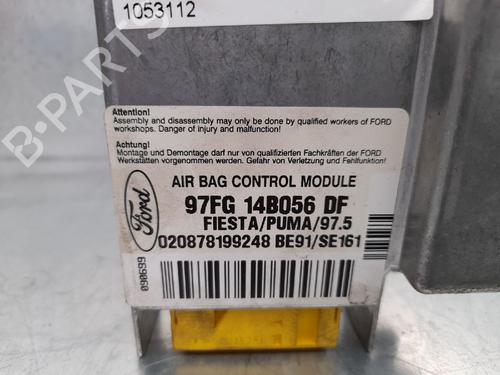 1053112
Attention!
Assembly and disassembly may only be done by qualified workers of FORD
workshops. Danger of injury and malfunction!
Achtung!
Montage und Demontage darf nur von qualifizierten Fachkräften der FORD
Werkstätten vorgenommen werden. Gefahr von Verletzung und Fehlfunktion!
Ford
AIR BAG CONTROL MODULE
97FG 14B056 DF
FIESTA/PUMA/97.5
020878199248 BE91/SE161
090699
B-PARTS